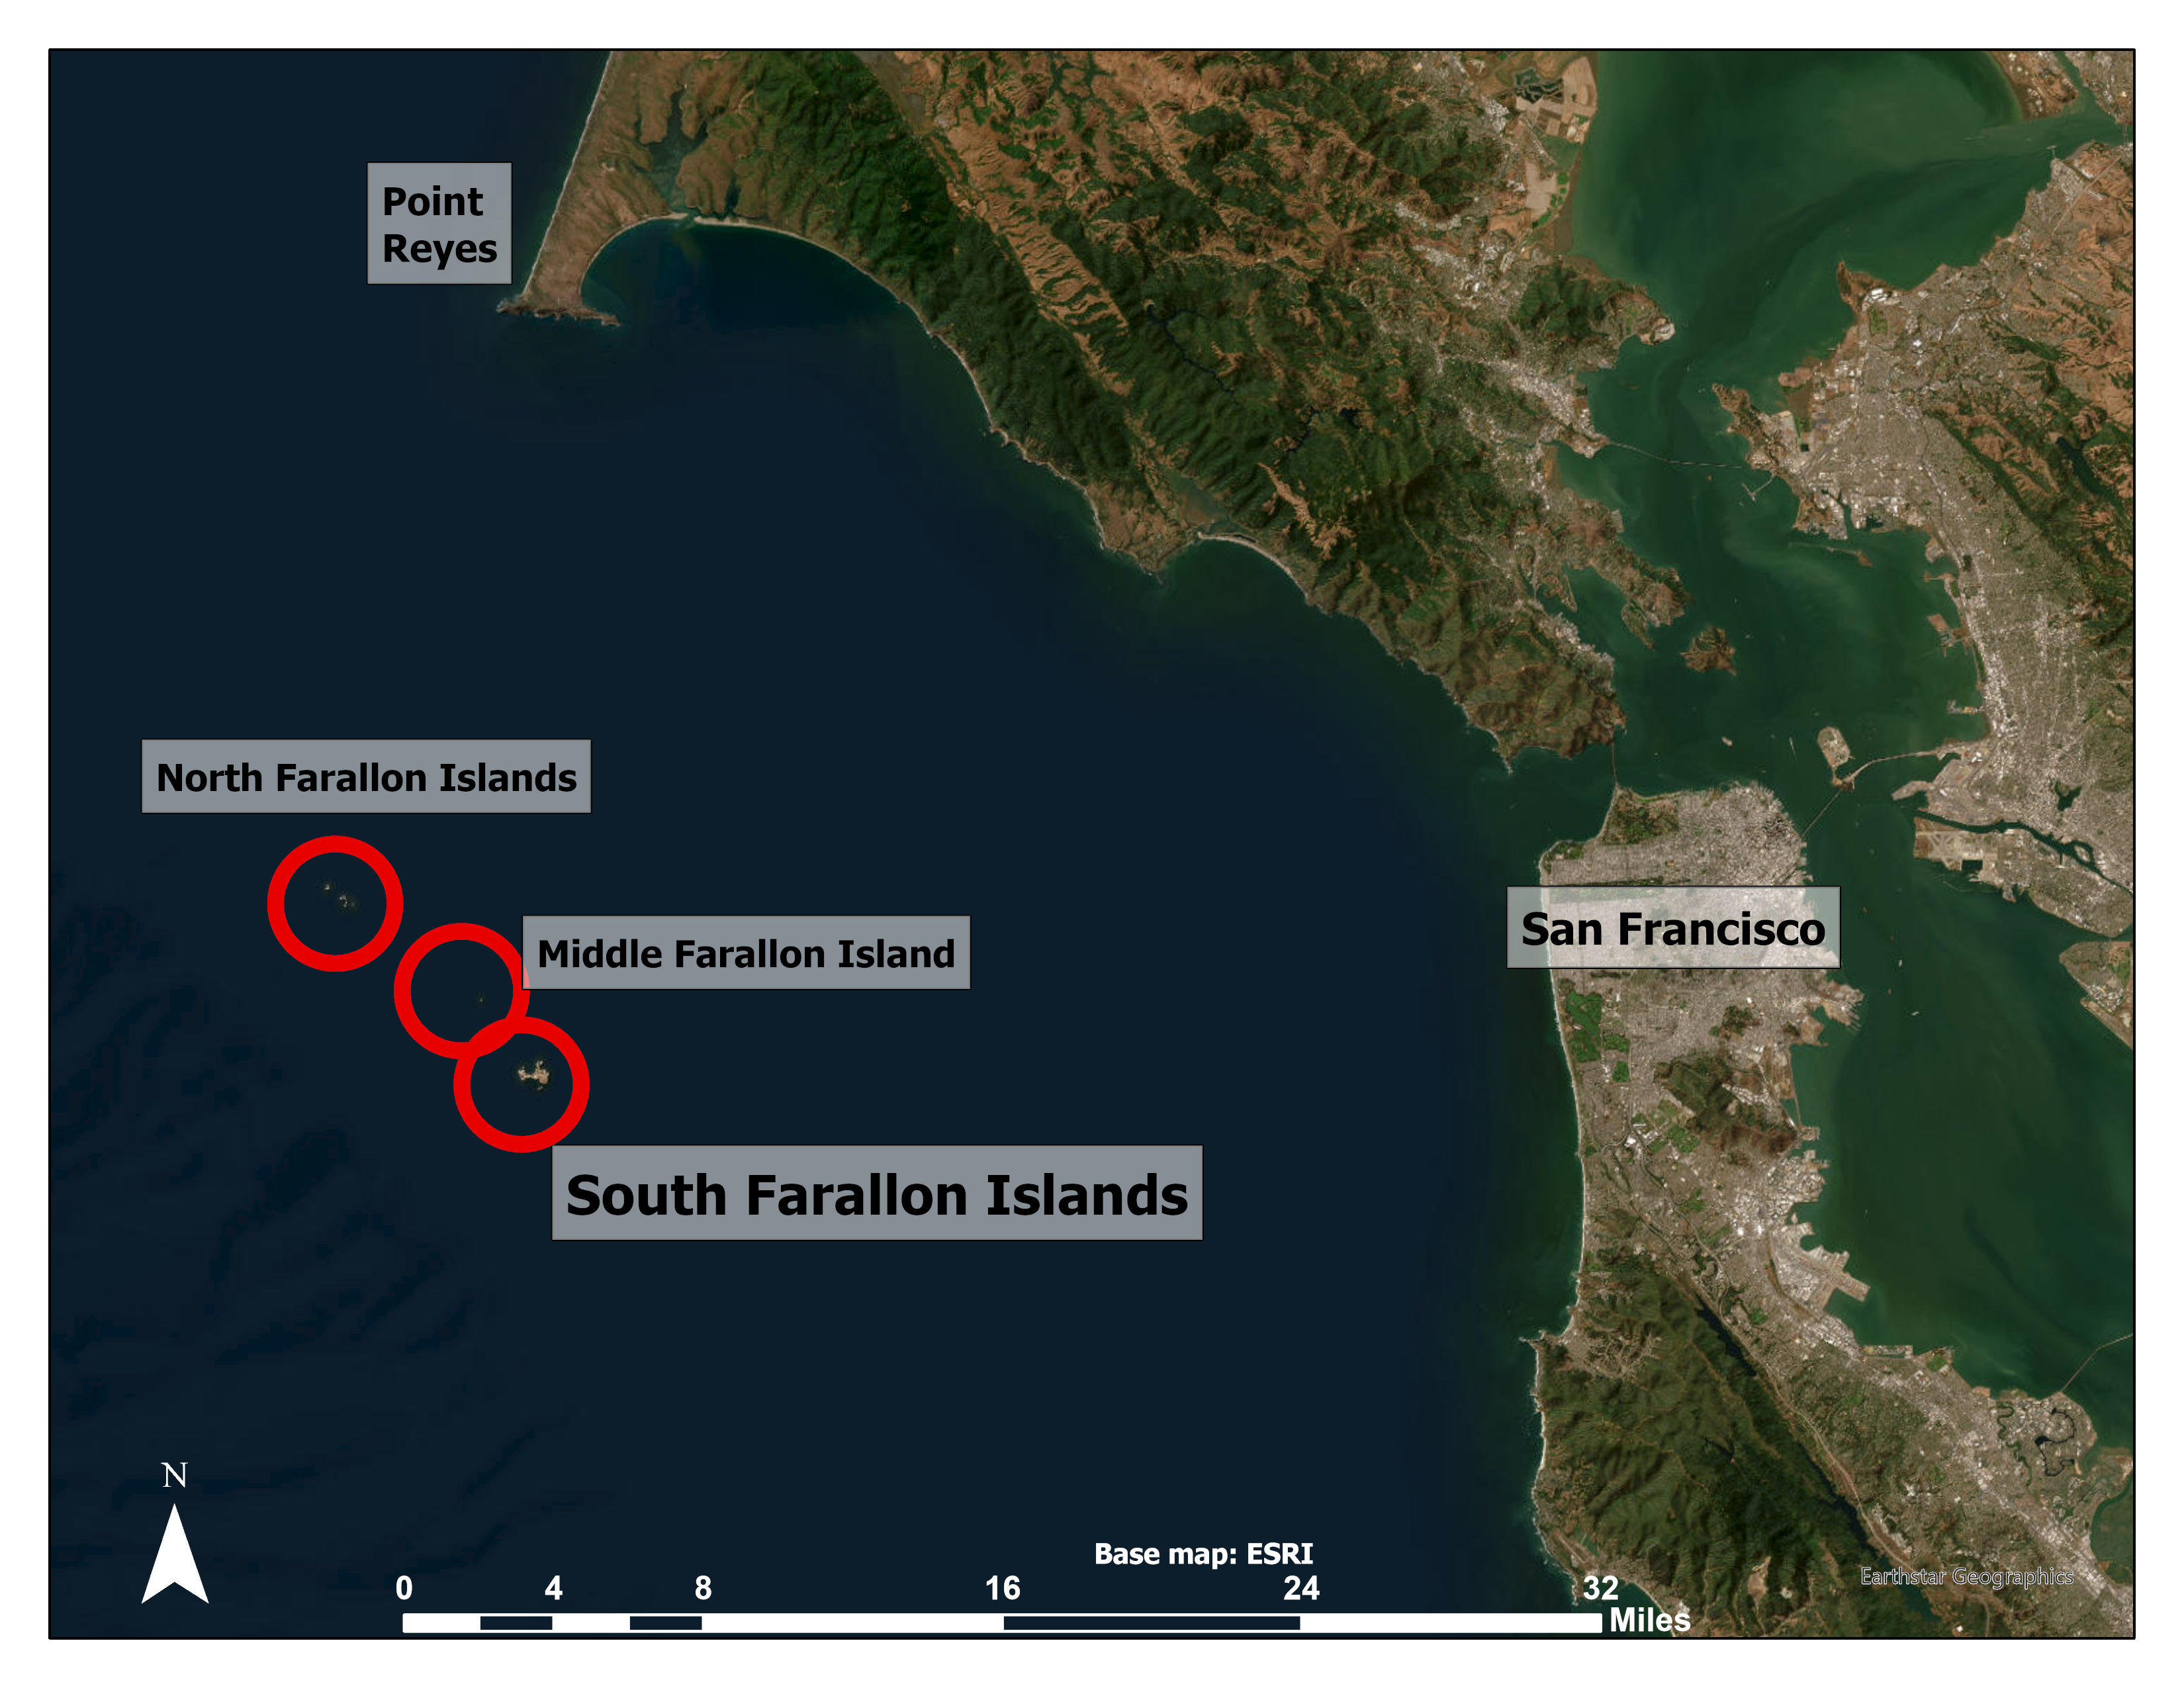 Point
Reyes
North Farallon Islands
Middle Farallon Island
San Francisco
South Farallon Islands
N
Base map: ESRI
0 4 8 16 24 32
Miles
Earthstar Geographics